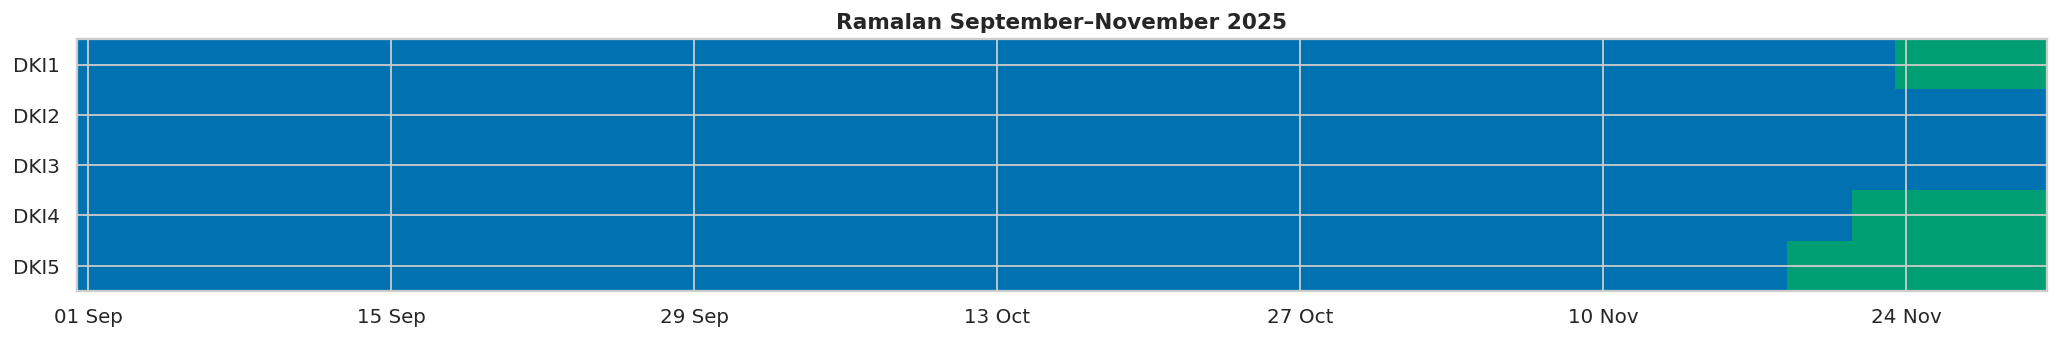 Ramalan September–November 2025
DKI1
DKI2
DKI3
DKI4
DKI5
01 Sep 15 Sep 29 Sep 13 Oct 27 Oct 10 Nov 24 Nov